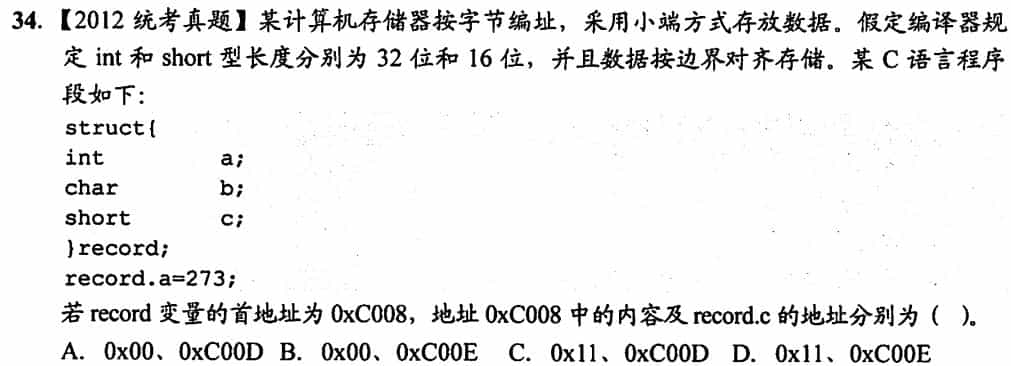 34. 【2012 统考真题】某计算机存储器按字节编址，采用小端方式存放数据。假定编译器规
定 int 和 short 型长度分别为 32 位和 16 位，并且数据按边界对齐存储。某 C 语言程序
段如下：
struct{
int a;
char b;
short c;
}record;
record.a=273;
若 record 变量的首地址为 0xC008，地址 0xC008 中的内容及 record.c 的地址分别为（ ）。
A. 0x00、0xC00D B. 0x00、0xC00E C. 0x11、0xC00D D. 0x11、0xC00E